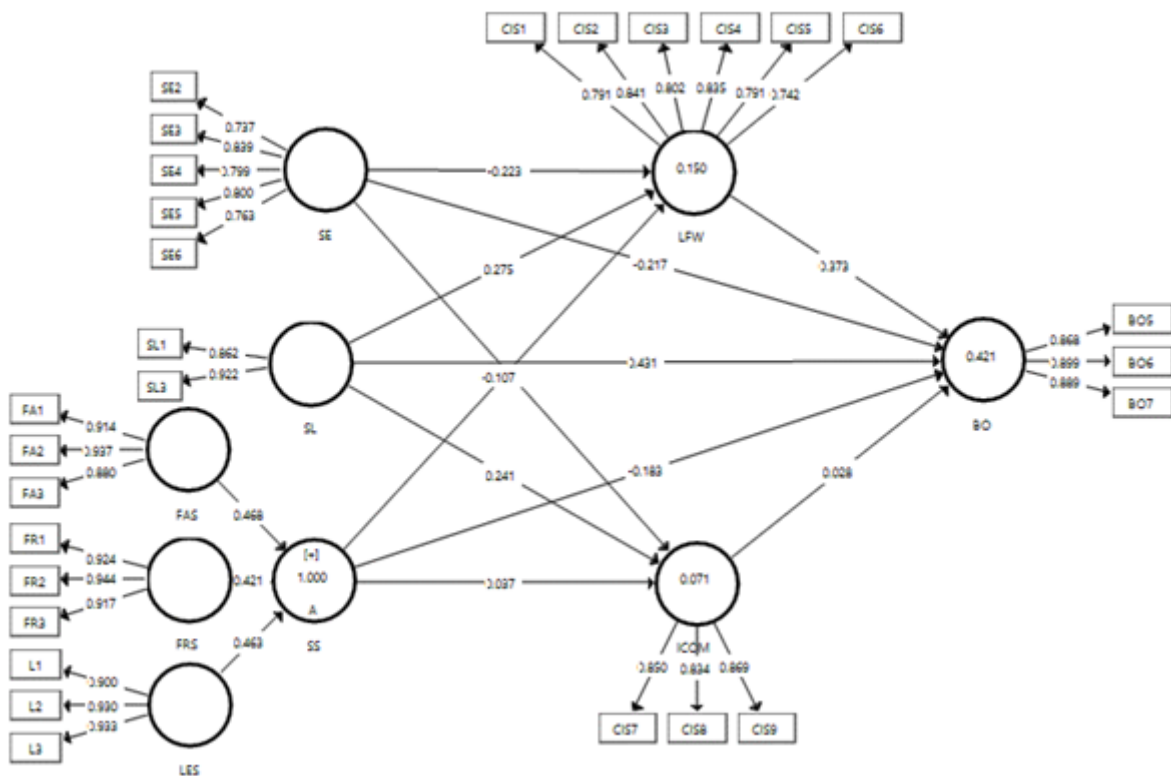 CIS1
CIS2
CIS3
CIS4
CIS5
CIS6
0.791
0.841
0.802
0.835
0.791
0.742
SE2
SE3
SE4
SE5
SE6
0.737
0.839
0.799
0.800
0.763
SE
-0.223
0.150
LFW
0.275
-0.217
0.373
SL1
SL3
0.862
0.922
SL
-0.107
0.431
0.421
BO
0.868
0.899
0.889
BO5
BO6
BO7
FA1
FA2
FA3
0.914
0.937
0.880
FAS
0.468
0.241
-0.183
0.028
FR1
FR2
FR3
0.924
0.944
0.917
FRS
0.421
[+]
1.000
A
SS
0.037
0.071
ICOM
L1
L2
L3
0.900
0.930
0.933
LES
0.463
0.850
0.834
0.869
CIS7
CIS8
CIS9